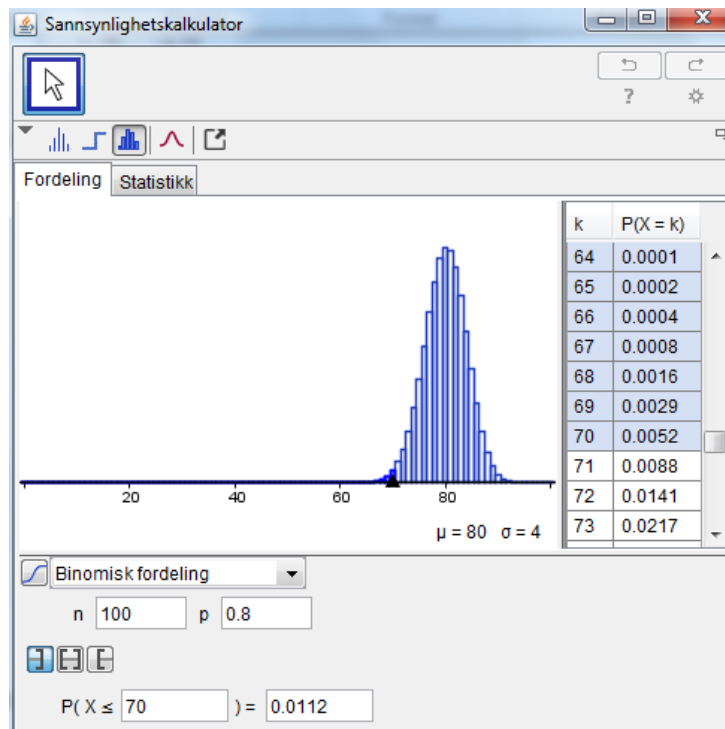 Sannsynlighetskalkulator
?
Fordeling Statistikk
k P(X = k)
64 0.0001
65 0.0002
66 0.0004
67 0.0008
68 0.0016
69 0.0029
70 0.0052
71 0.0088
72 0.0141
73 0.0217
20 40 60 80
μ = 80 σ = 4
Binomisk fordeling
n 100 p 0.8
P( X ≤ 70 ) = 0.0112